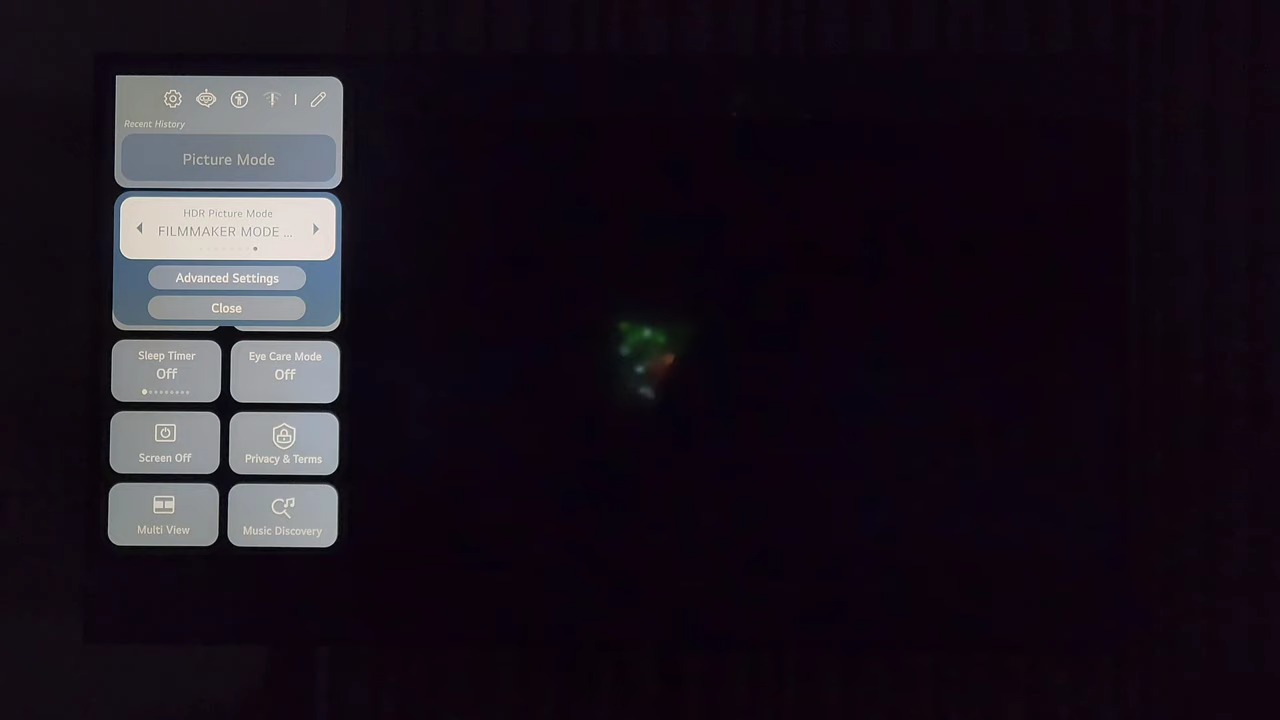 Recent History
Picture Mode
HDR Picture Mode
FILMMAKER MODE ...
Advanced Settings
Close
Sleep Timer
Off
Eye Care Mode
Off
Screen Off
Privacy & Terms
Multi View
Music Discovery